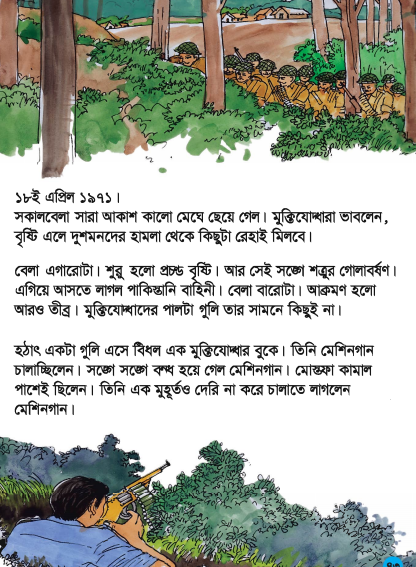 ১৮ই এপ্রিল ১৯৭১।
সকালবেলা সারা আকাশ কালো মেঘে ছেয়ে গেল। মুক্তিযোদ্ধারা ভাবলেন,
বৃষ্টি এলে দুশমনদের হামলা থেকে কিছুটা রেহাই মিলবে।
বেলা এগারোটা। শুরু হলো প্রচন্ড বৃষ্টি। আর সেই সঙ্গে শত্রুর গোলাবর্ষণ।
এগিয়ে আসতে লাগল পাকিস্তানি বাহিনী। বেলা বারোটা। আক্রমণ হলো
আরও তীব্র। মুক্তিযোদ্ধাদের পালটা গুলি তার সামনে কিছুই না।
হঠাৎ একটা গুলি এসে বিঁধল এক মুক্তিযোদ্ধার বুকে। তিনি মেশিনগান
চালাচ্ছিলেন। সঙ্গে সঙ্গে বন্ধ হয়ে গেল মেশিনগান। মোস্তফা কামাল
পাশেই ছিলেন। তিনি এক মুহূর্তও দেরি না করে চালাতে লাগলেন
মেশিনগান।